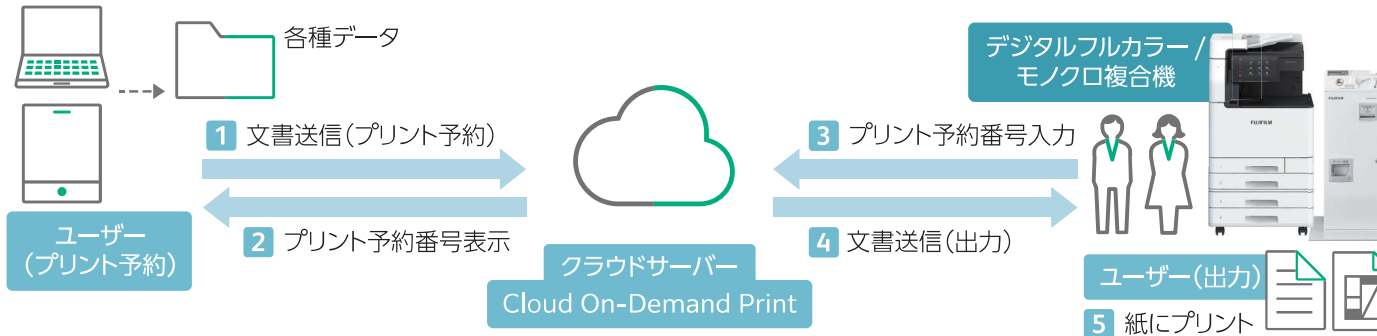 各種データ
1 文書送信(プリント予約)
2 プリント予約番号表示
ユーザー
(プリント予約)
クラウドサーバー
Cloud On-Demand Print
デジタルフルカラー/
モノクロ複合機
3 プリント予約番号入力
4 文書送信(出力)
FUJIFILM
FUJIFILM
ユーザー(出力)
5 紙にプリント